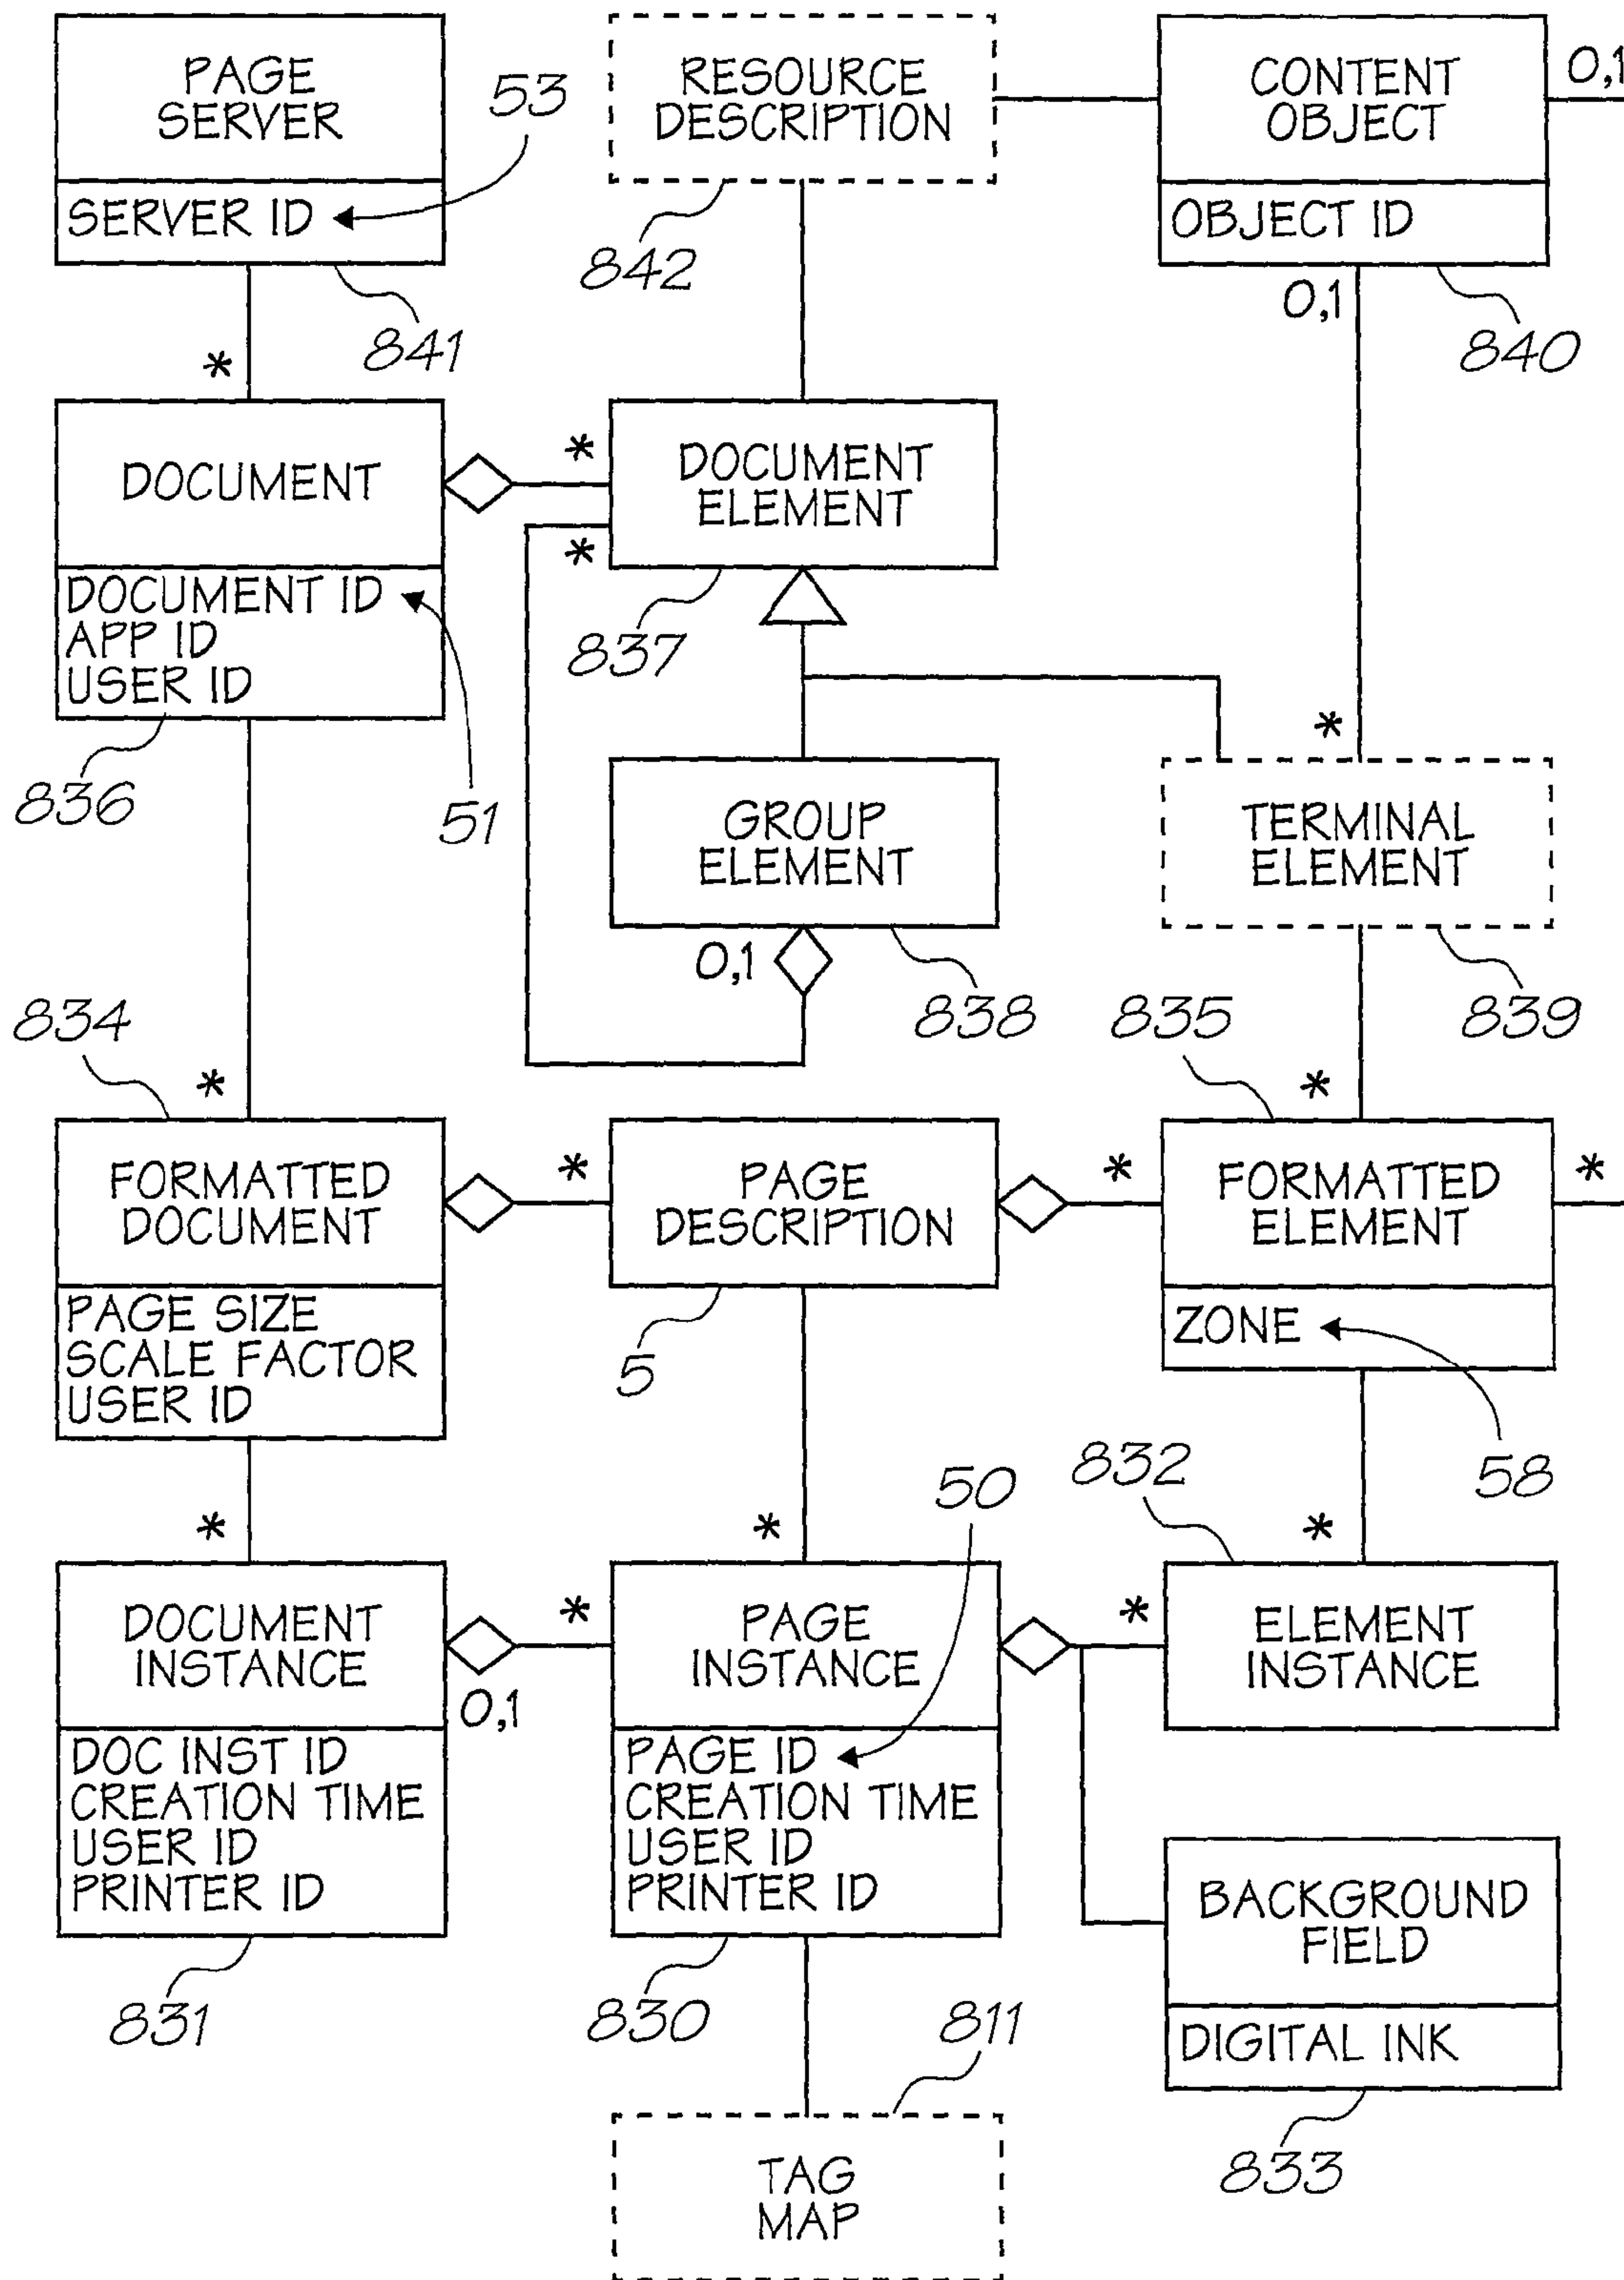 PAGE
SERVER
SERVER ID
53
841
RESOURCE
DESCRIPTION
842
CONTENT
OBJECT
OBJECT ID
0,1
0,1
840
*
DOCUMENT
DOCUMENT ID
APP ID
USER ID
836
51
*
*
DOCUMENT
ELEMENT
837
GROUP
ELEMENT
0,1
838
*
TERMINAL
ELEMENT
839
834
*
FORMATTED
DOCUMENT
PAGE SIZE
SCALE FACTOR
USER ID
*
PAGE
DESCRIPTION
5
835
*
*
FORMATTED
ELEMENT
*
ZONE
58
*
DOCUMENT
INSTANCE
0,1
DOC INST ID
CREATION TIME
USER ID
PRINTER ID
831
50
*
*
PAGE
INSTANCE
PAGE ID
CREATION TIME
USER ID
PRINTER ID
830
832
*
*
ELEMENT
INSTANCE
BACKGROUND
FIELD
DIGITAL INK
833
811
TAG
MAP